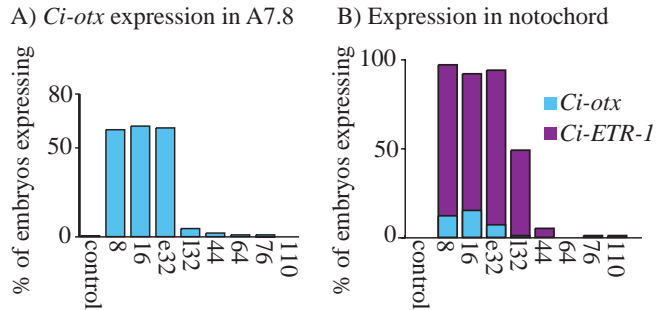 A) Ci-otx expression in A7.8
% of embryos expressing
80
50
0
control
8
16
e32
l32
44
64
76
110
B) Expression in notochord
% of embryos expressing
100
50
0
Ci-otx
Ci-ETR-1
control
8
16
e32
l32
44
64
76
110